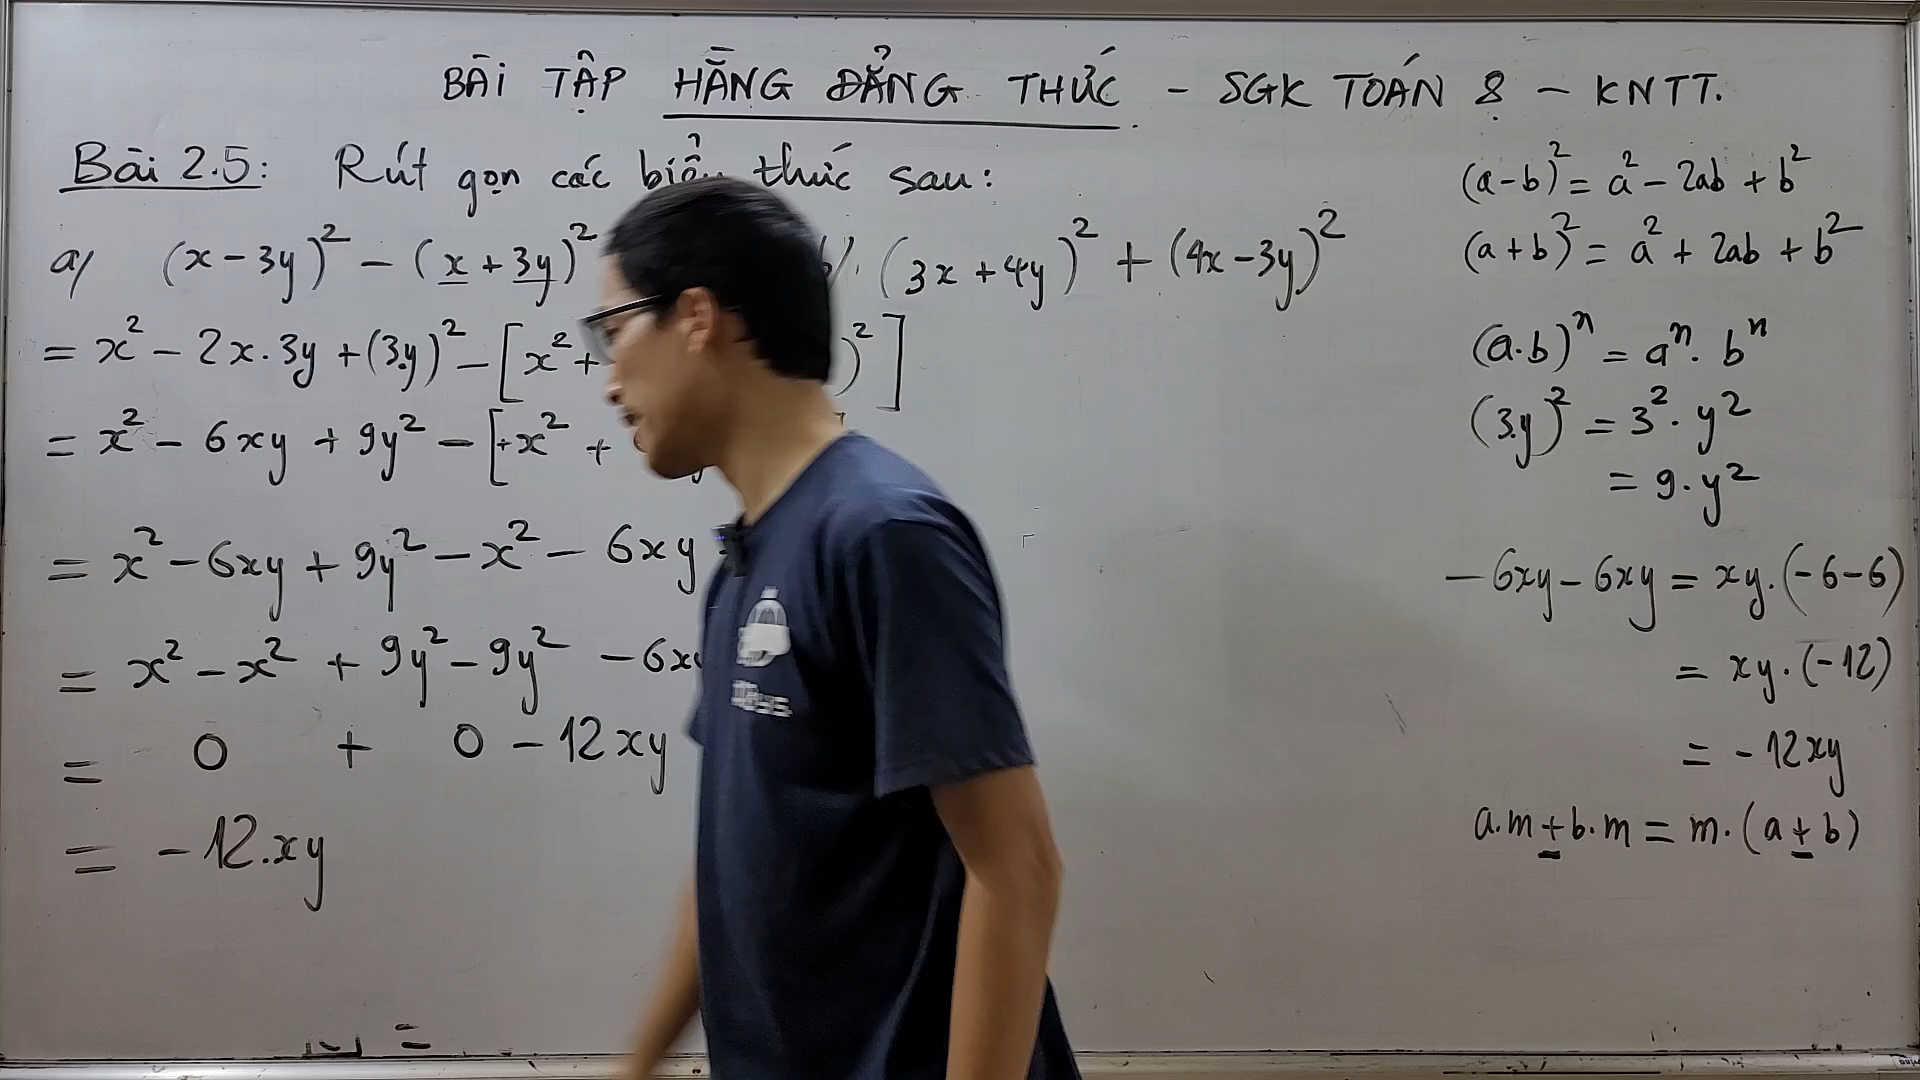 BÀI TẬP HẰNG ĐẲNG THỨC - SGK TOÁN 8 - KNTT.
Bài 2.5: Rút gọn các biểu thức sau:
a/ (x - 3y)² - (x + 3y)²
= x² - 2x.3y + (3y)² - [x² + )²]
= x² - 6xy + 9y² - [+x² +
= x² - 6xy + 9y² - x² - 6xy
= x² - x² + 9y² - 9y² - 6x
= 0 + 0 - 12xy
= -12.xy
b/. (3x + 4y)² + (4x - 3y)²
(a - b)² = a² - 2ab + b²
(a + b)² = a² + 2ab + b²
(a.b)ⁿ = aⁿ. bⁿ
(3y)² = 3². y²
= 9. y²
- 6xy - 6xy = xy.(-6-6)
= xy.(-12)
= - 12xy
a.m ± b.m = m.(a ± b)